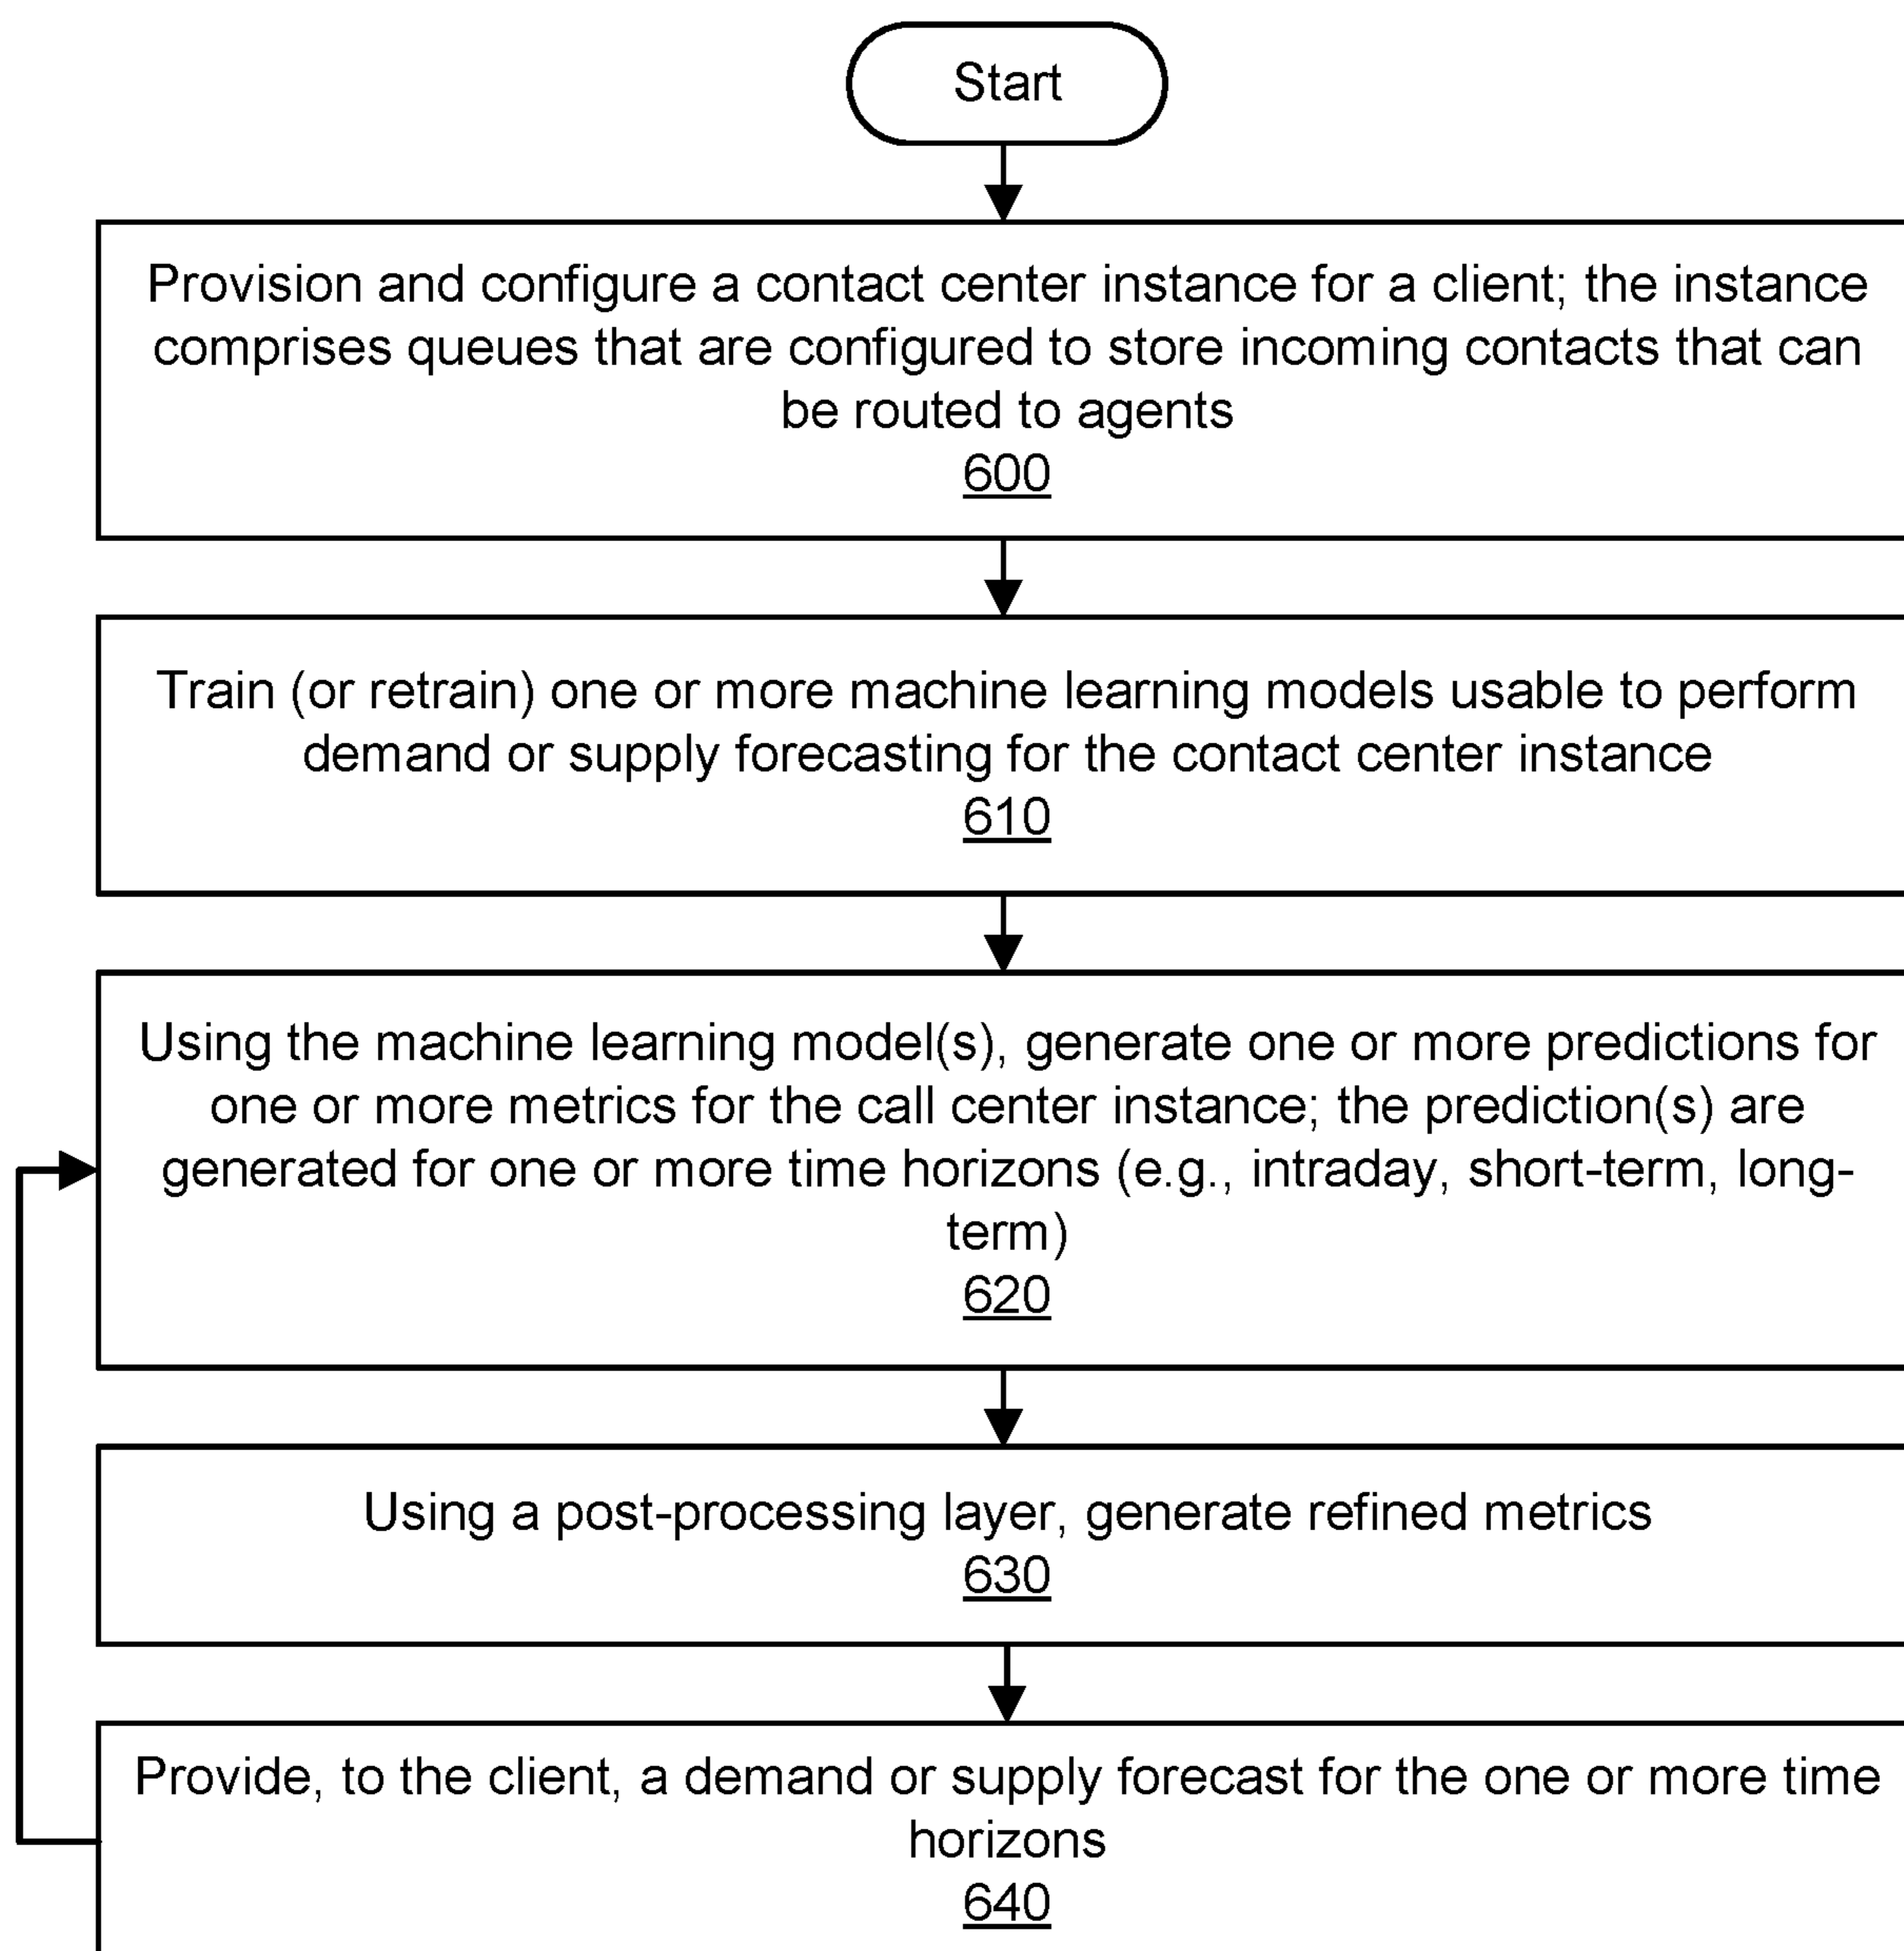 Start
Provision and configure a contact center instance for a client; the instance
comprises queues that are configured to store incoming contacts that can
be routed to agents
600
Train (or retrain) one or more machine learning models usable to perform
demand or supply forecasting for the contact center instance
610
Using the machine learning model(s), generate one or more predictions for
one or more metrics for the call center instance; the prediction(s) are
generated for one or more time horizons (e.g., intraday, short-term, long-
term)
620
Using a post-processing layer, generate refined metrics
630
Provide, to the client, a demand or supply forecast for the one or more time
horizons
640